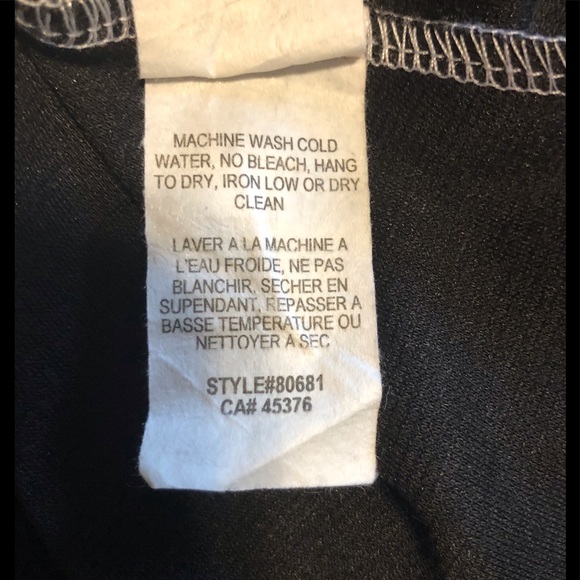 MACHINE WASH COLD
WATER, NO BLEACH, HANG
TO DRY, IRON LOW OR DRY
CLEAN
LAVER A LA MACHINE A
L'EAU FROIDE, NE PAS
BLANCHIR, SECHER EN
SUPENDANT, REPASSER A
BASSE TEMPERATURE OU
NETTOYER A SEC
STYLE#80681
CA# 45376